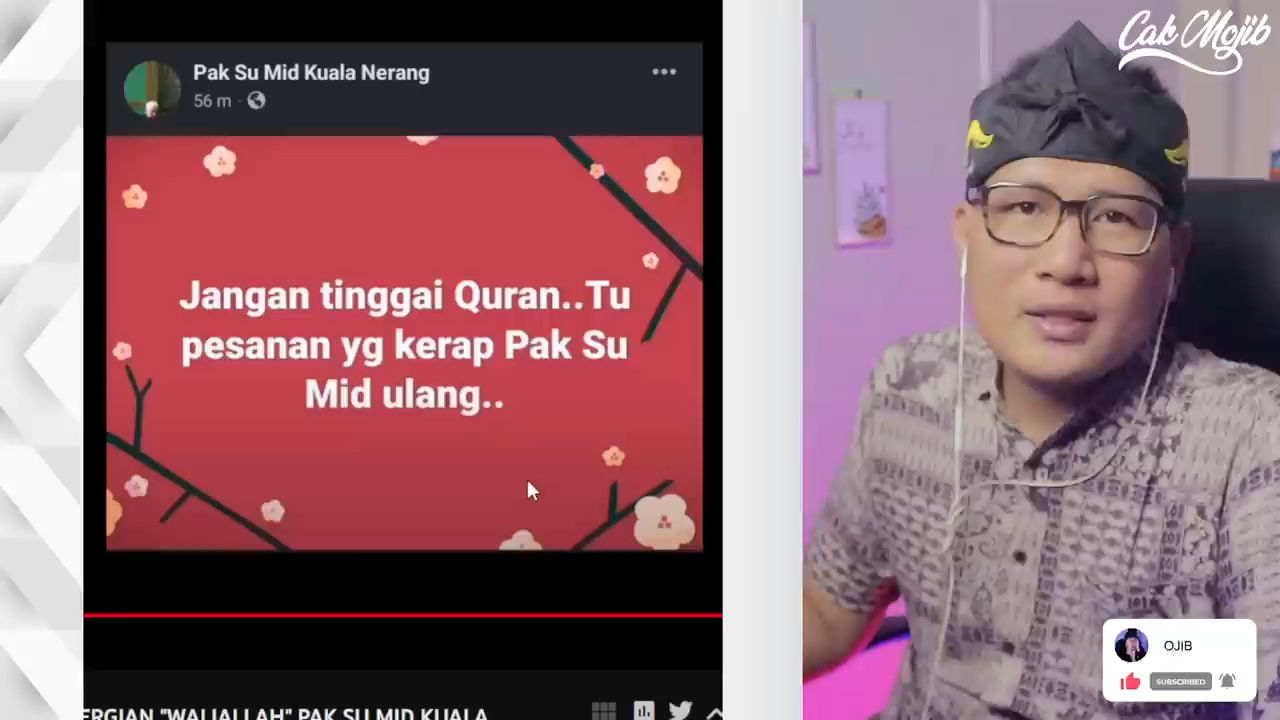 Cak Mojib
Pak Su Mid Kuala Nerang
56 m
Jangan tinggai Quran..Tu
pesanan yg kerap Pak Su
Mid ulang..
OJIB
SUBSCRIBED
ERGIAN "WALIALLAH" PAK SU MID KUALA